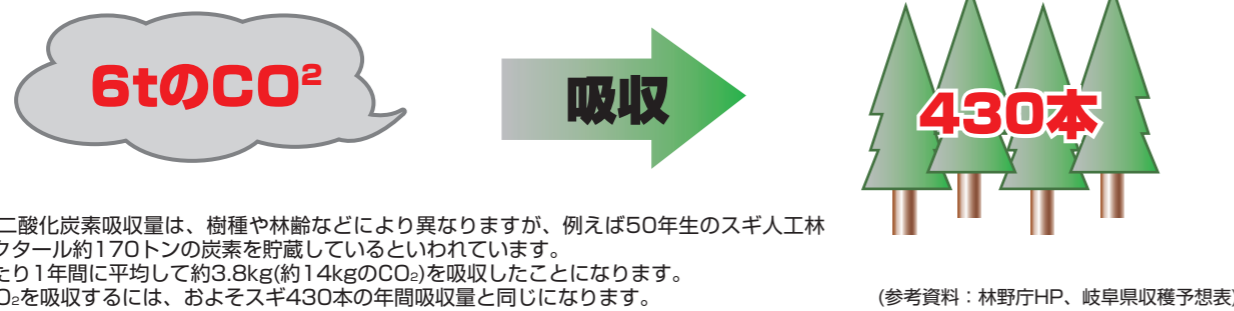 6tのCO²
吸収
430本
二酸化炭素吸収量は、樹種や林齢などにより異なりますが、例えば50年生のスギ人工林
クタール約170トンの炭素を貯蔵しているといわれています。
たり1年間に平均して約3.8kg(約14kgのCO₂)を吸収したことになります。
O₂を吸収するには、およそスギ430本の年間吸収量と同じになります。
(参考資料：林野庁HP、岐阜県収穫予想表)